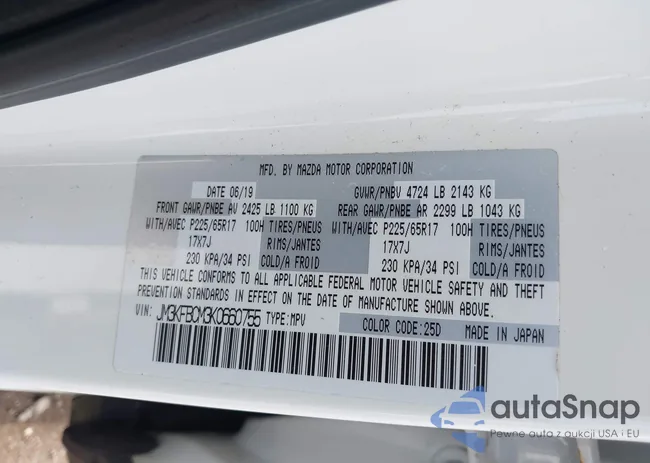 MFD. BY MAZDA MOTOR CORPORATION
DATE 06/19 GVWR/PNBV 4724 LB 2143 KG
FRONT GAWR/PNBE AV 2425 LB 1100 KG REAR GAWR/PNBE AR 2299 LB 1043 KG
WITH/AVEC P225/65R17 100H TIRES/PNEUS WITH/AVEC P225/65R17 100H TIRES/PNEUS
17X7J RIMS/JANTES 17X7J RIMS/JANTES
230 KPA/34 PSI COLD/A FROID 230 KPA/34 PSI COLD/A FROID
THIS VEHICLE CONFORMS TO ALL APPLICABLE FEDERAL MOTOR VEHICLE SAFETY AND THEFT
PREVENTION STANDARDS IN EFFECT ON THE DATE OF MANUFACTURE SHOWN ABOVE.
VIN: JM3KFBCM3K0660755 TYPE:MPV COLOR CODE:25D MADE IN JAPAN
autaSnap
Pewne auta z aukcji USA i EU